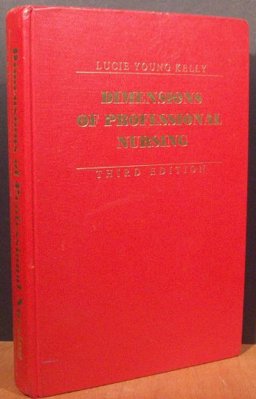 LUCIE YOUNG KELLY
DIMENSIONS
OF PROFESSIONAL
NURSING
THIRD EDITION